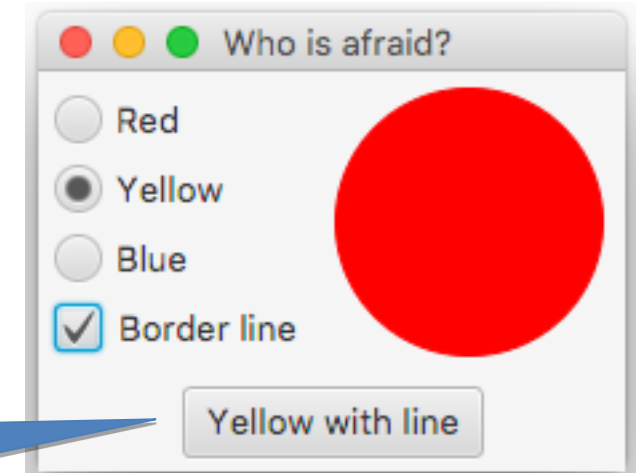 Who is afraid?
Red
Yellow
Blue
Border line
Yellow with line